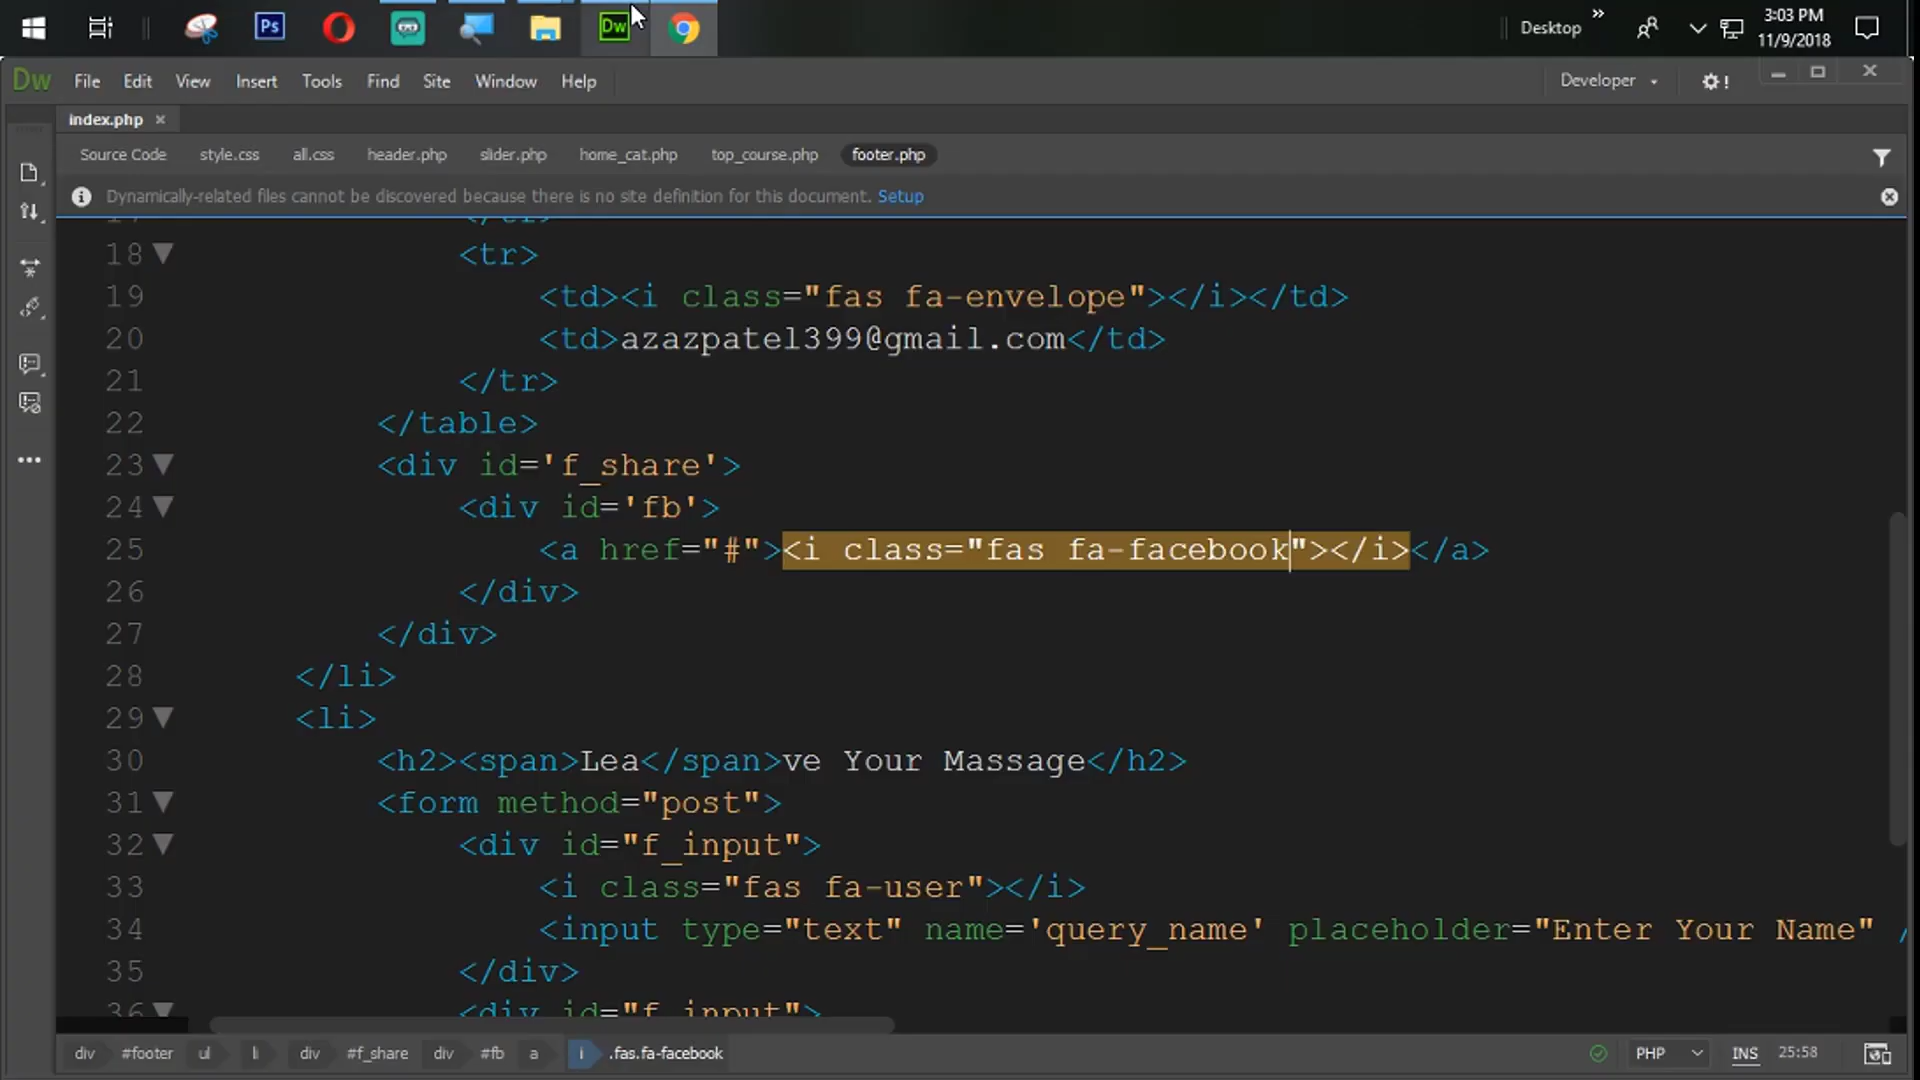 Ps
Dw
Desktop
»
3:03 PM
11/9/2018
Dw File Edit View Insert Tools Find Site Window Help
Developer
!
index.php ×
Source Code style.css all.css header.php slider.php home_cat.php top_course.php footer.php
Dynamically-related files cannot be discovered because there is no site definition for this document. Setup
18 <tr>
19 <td><i class="fas fa-envelope"></i></td>
20 <td>azazpatel399@gmail.com</td>
21 </tr>
22 </table>
23 <div id='f_share'>
24 <div id='fb'>
25 <a href="#"><i class="fas fa-facebook"></i></a>
26 </div>
27 </div>
28 </li>
29 <li>
30 <h2><span>Lea</span>ve Your Massage</h2>
31 <form method="post">
32 <div id="f_input">
33 <i class="fas fa-user"></i>
34 <input type="text" name='query_name' placeholder="Enter Your Name" /
35 </div>
36 <div id="f_input">
div #footer ul li div #f_share div #fb a i .fas.fa-facebook
PHP INS 25:58